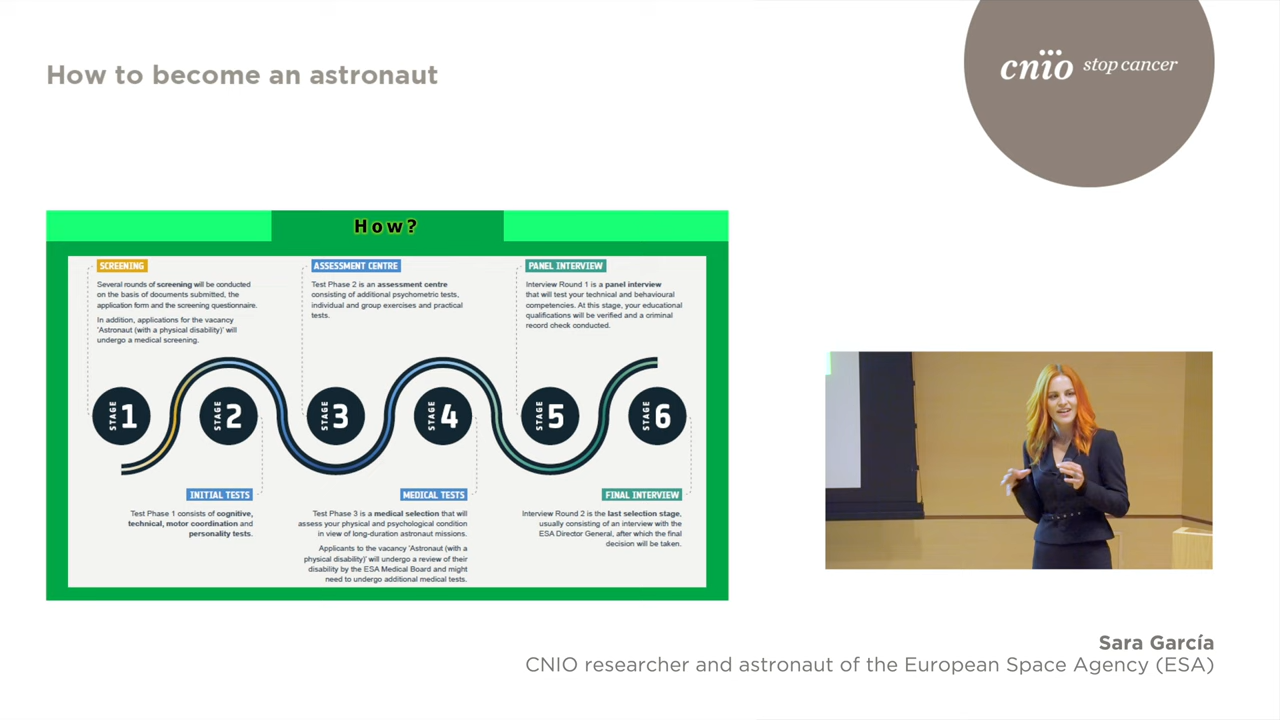 How to become an astronaut
cnio stop cancer
How?
SCREENING
Several rounds of screening will be conducted
on the basis of documents submitted, the
application form and the screening questionnaire.
In addition, applications for the vacancy
'Astronaut (with a physical disability)' will
undergo a medical screening.
ASSESSMENT CENTRE
Test Phase 2 is an assessment centre
consisting of additional psychometric tests,
individual and group exercises and practical
tests.
PANEL INTERVIEW
Interview Round 1 is a panel interview
that will test your technical and behavioural
competencies. At this stage, your educational
qualifications will be verified and a criminal
record check conducted.
STAGE 1
STAGE 2
STAGE 3
STAGE 4
STAGE 5
STAGE 6
INITIAL TESTS
Test Phase 1 consists of cognitive,
technical, motor coordination and
personality tests.
MEDICAL TESTS
Test Phase 3 is a medical selection that will
assess your physical and psychological condition
in view of long-duration astronaut missions.
Applicants to the vacancy 'Astronaut (with a
physical disability)' will undergo a review of their
disability by the ESA Medical Board and might
need to undergo additional medical tests.
FINAL INTERVIEW
Interview Round 2 is the last selection stage,
usually consisting of an interview with the
ESA Director General, after which the final
decision will be taken.
Sara García
CNIO researcher and astronaut of the European Space Agency (ESA)